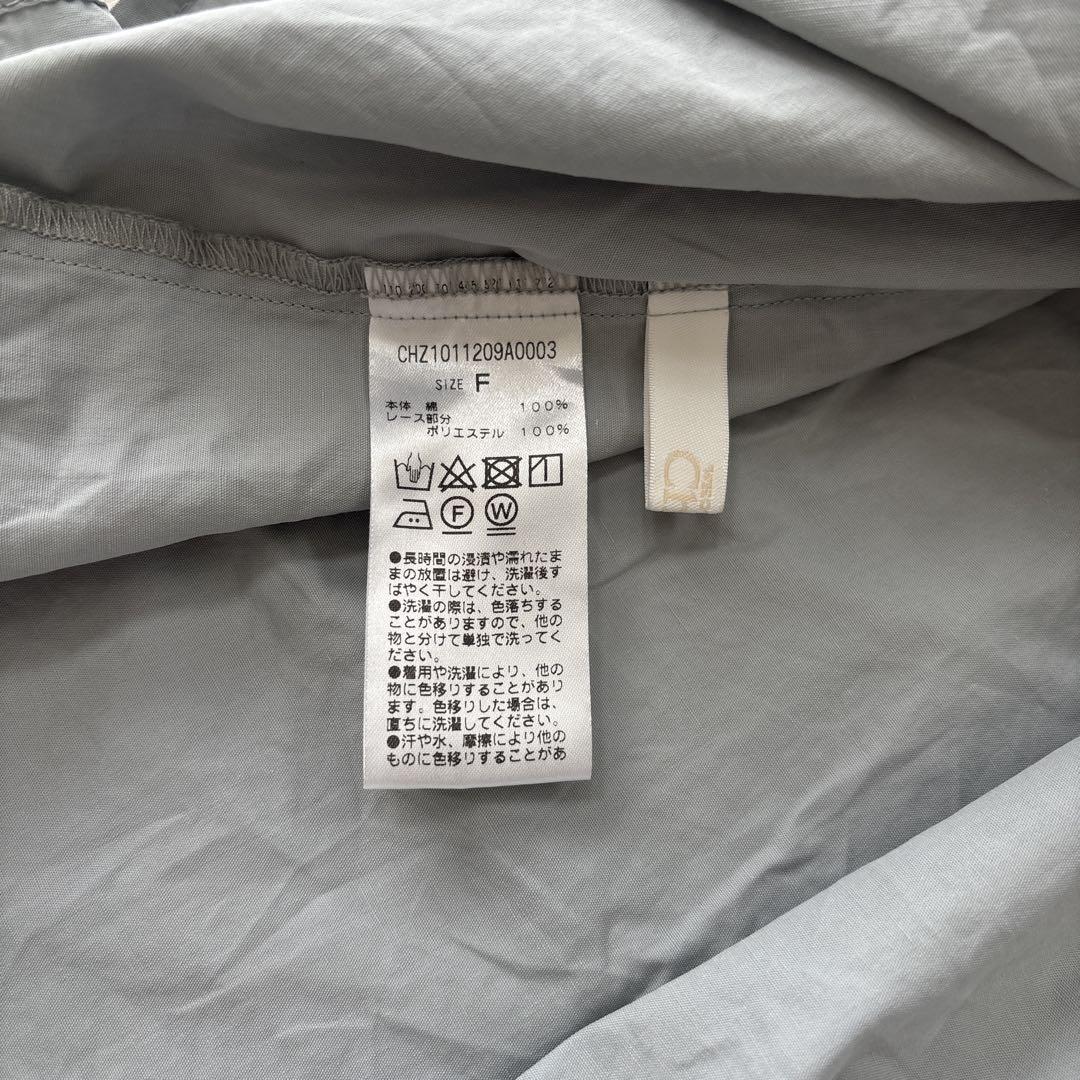 CHZ1011209A0003
SIZE F
本体 綿 100%
レース部分
ポリエステル 100%
F W
●長時間の浸漬や濡れたま
まの放置は避け、洗濯後す
ばやく干してください。
●洗濯の際は、色落ちする
ことがありますので、他の
物と分けて単独で洗ってく
ださい。
●着用や洗濯により、他の
物に色移りすることがあり
ます。色移りした場合は、
直ちに洗濯してください。
●汗や水、摩擦により他の
ものに色移りすることがあ